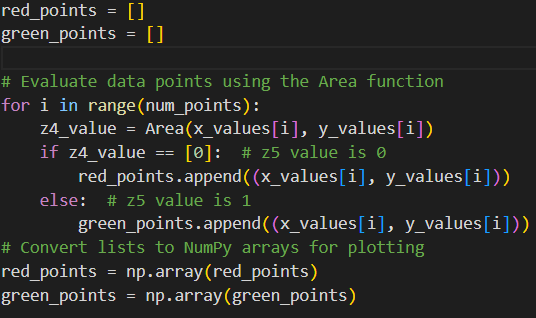 red_points = []
green_points = []
# Evaluate data points using the Area function
for i in range(num_points):
    z4_value = Area(x_values[i], y_values[i])
    if z4_value == [0]:  # z5 value is 0
        red_points.append((x_values[i], y_values[i]))
    else:  # z5 value is 1
        green_points.append((x_values[i], y_values[i]))
# Convert lists to NumPy arrays for plotting
red_points = np.array(red_points)
green_points = np.array(green_points)